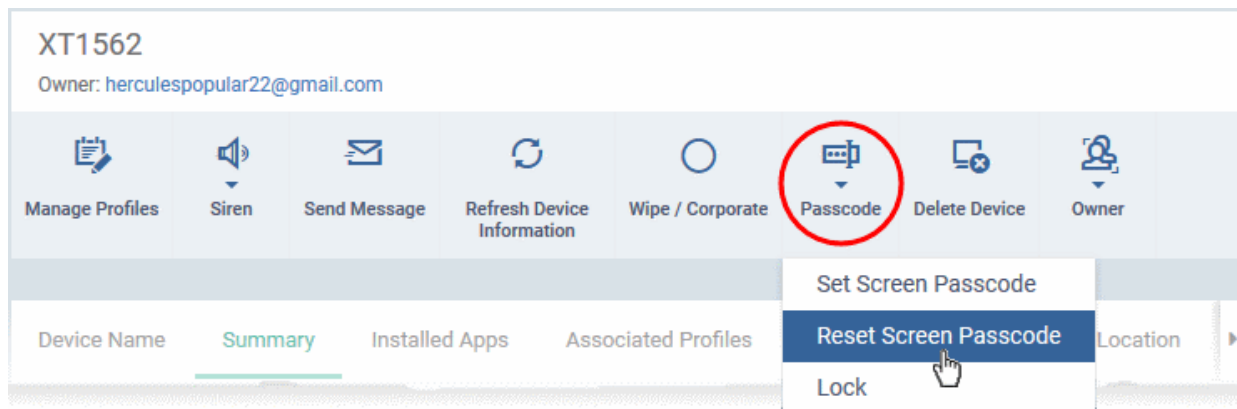 XT1562
Owner: herculespopular22@gmail.com
Manage Profiles
Siren
Send Message
Refresh Device
Information
Wipe / Corporate
Passcode
Delete Device
Owner
Set Screen Passcode
Reset Screen Passcode
Lock
Device Name
Summary
Installed Apps
Associated Profiles
Location